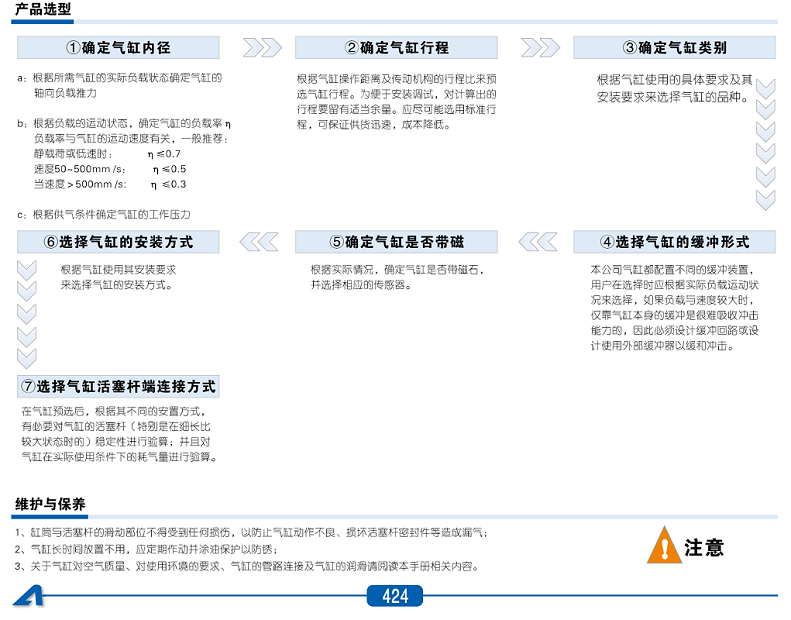 产品选型
①确定气缸内径
a：根据所需气缸的实际负载状态确定气缸的
轴向负载推力
b：根据负载的运动状态，确定气缸的负载率 η
负载率与气缸的运动速度有关，一般推荐：
静载荷或低速时： η ≤0.7
速度50~500mm /s： η ≤0.5
当速度＞500mm /s： η ≤0.3
c：根据供气条件确定气缸的工作压力
②确定气缸行程
根据气缸操作距离及传动机构的行程比来预
选气缸行程。为便于安装调试，对计算出的
行程要留有适当余量。应尽可能选用标准行
程，可保证供货迅速，成本降低。
③确定气缸类别
根据气缸使用的具体要求及其
安装要求来选择气缸的品种。
④选择气缸的缓冲形式
本公司气缸都配置不同的缓冲装置，
用户在选择时应根据实际负载运动状
况来选择，如果负载与速度较大时，
仅靠气缸本身的缓冲是很难吸收冲击
能力的，因此必须设计缓冲回路或设
计使用外部缓冲器以缓和冲击。
⑤确定气缸是否带磁
根据实际情况，确定气缸是否带磁石，
并选择相应的传感器。
⑥选择气缸的安装方式
根据气缸使用其安装要求
来选择气缸的安装方式。
⑦选择气缸活塞杆端连接方式
在气缸预选后，根据其不同的安置方式，
有必要对气缸的活塞杆（特别是在细长比
较大状态时的）稳定性进行验算；并且对
气缸在实际使用条件下的耗气量进行验算。
维护与保养
1、缸筒与活塞杆的滑动部位不得受到任何损伤，以防止气缸动作不良、损坏活塞杆密封件等造成漏气；
2、气缸长时间放置不用，应定期作动并涂油保护以防锈；
3、关于气缸对空气质量、对使用环境的要求、气缸的管路连接及气缸的润滑请阅读本手册相关内容。
注意
424